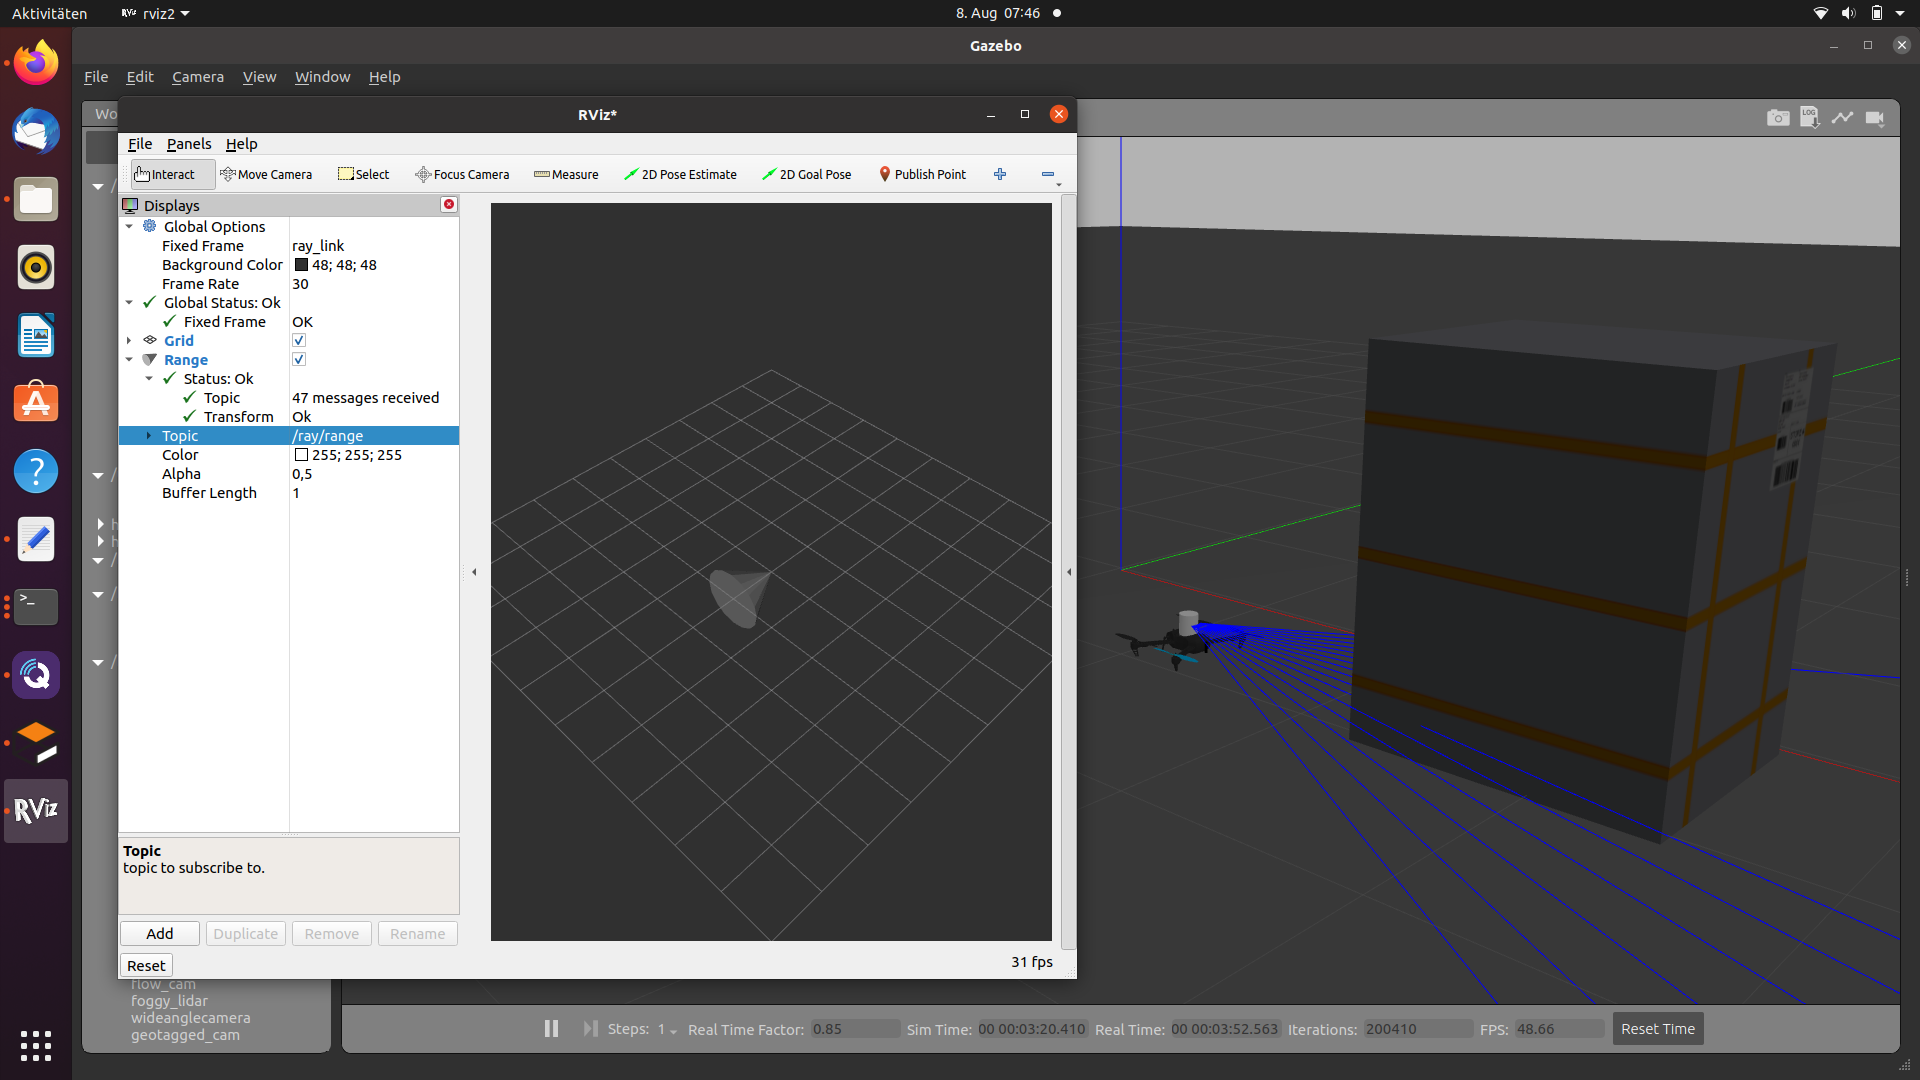 Aktivitäten
rviz2
8. Aug 07:46
Gazebo
File Edit Camera View Window Help
Wo
RViz*
File Panels Help
Interact Move Camera Select Focus Camera Measure 2D Pose Estimate 2D Goal Pose Publish Point
Displays
Global Options
Fixed Frame ray_link
Background Color 48; 48; 48
Frame Rate 30
Global Status: Ok
Fixed Frame OK
Grid
Range
Status: Ok
Topic 47 messages received
Transform Ok
Topic /ray/range
Color 255; 255; 255
Alpha 0,5
Buffer Length 1
Topic
topic to subscribe to.
Add Duplicate Remove Rename
Reset
31 fps
flow_cam
foggy_lidar
wideanglecamera
geotagged_cam
Steps: 1 Real Time Factor: 0.85 Sim Time: 00 00:03:20.410 Real Time: 00 00:03:52.563 Iterations: 200410 FPS: 48.66 Reset Time
RViz
LOG